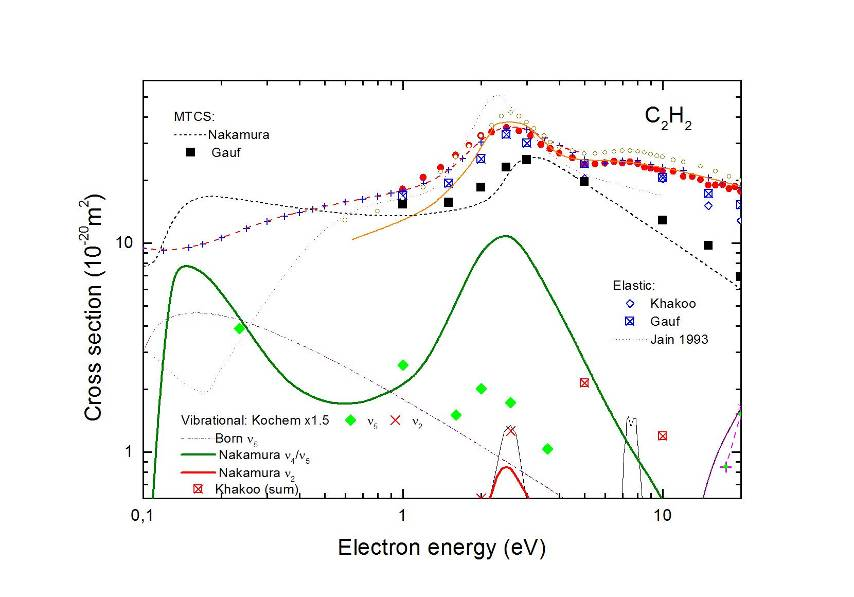 C2H2
MTCS:
Nakamura
Gauf
10
1
Cross section (10-20m2)
Elastic:
Khakoo
Gauf
Jain 1993
Vibrational: Kochem x1.5 ν5 ν2
Born ν5
Nakamura ν4/ν5
Nakamura ν2
Khakoo (sum)
0,1 1 10
Electron energy (eV)